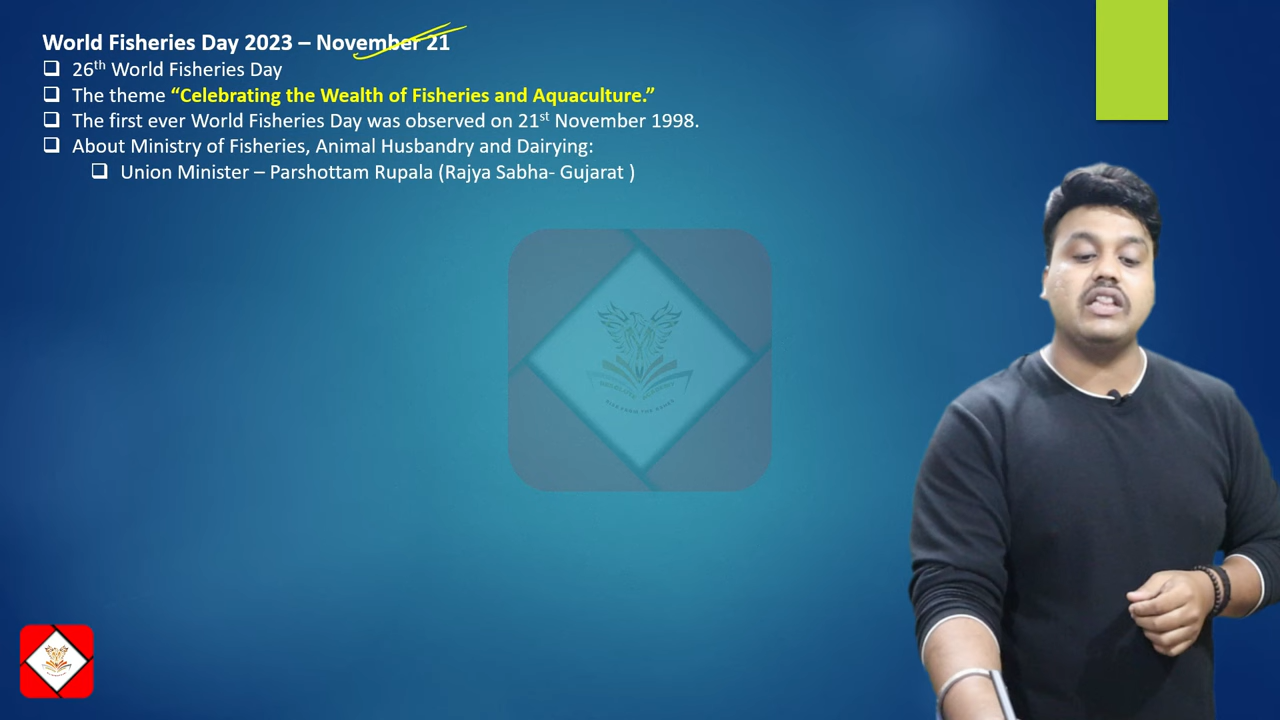 World Fisheries Day 2023 – November 21
❑ 26th World Fisheries Day
❑ The theme “Celebrating the Wealth of Fisheries and Aquaculture.”
❑ The first ever World Fisheries Day was observed on 21st November 1998.
❑ About Ministry of Fisheries, Animal Husbandry and Dairying:
❑ Union Minister – Parshottam Rupala (Rajya Sabha- Gujarat )